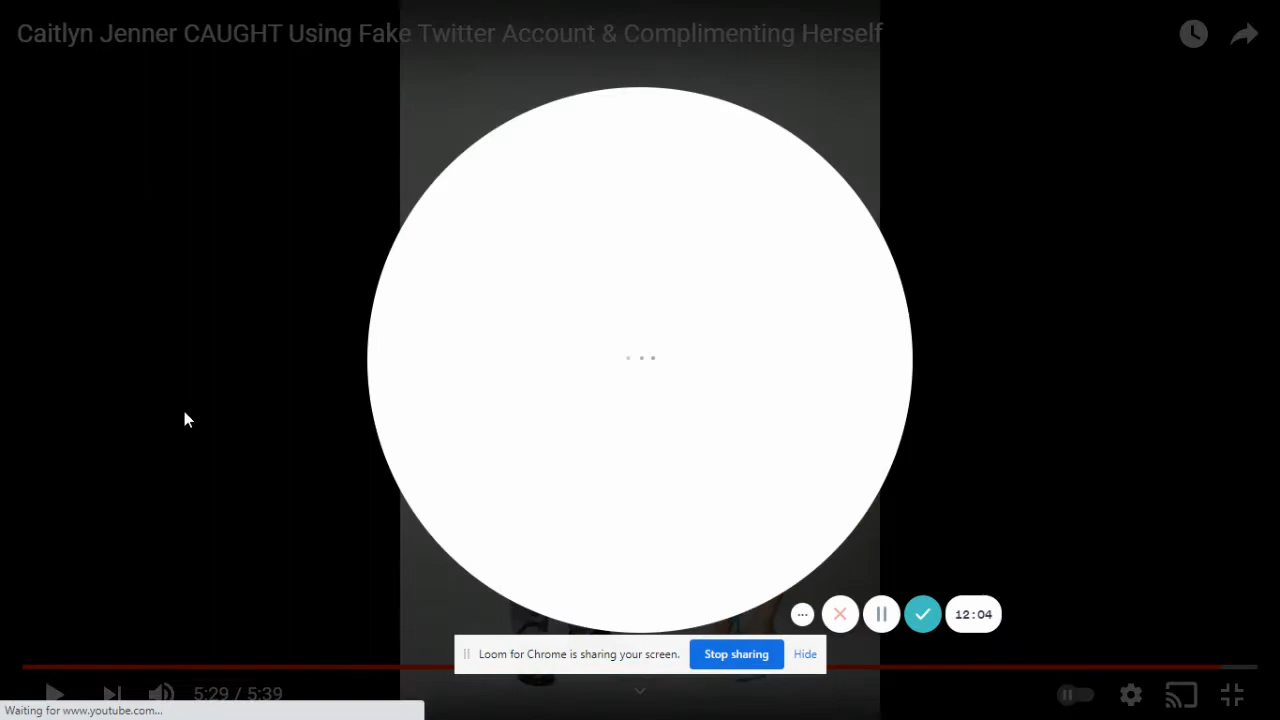 Caitlyn Jenner CAUGHT Using Fake Twitter Account & Complimenting Herself
12:04
Loom for Chrome is sharing your screen. Stop sharing Hide
5:29 / 5:39
Waiting for www.youtube.com...